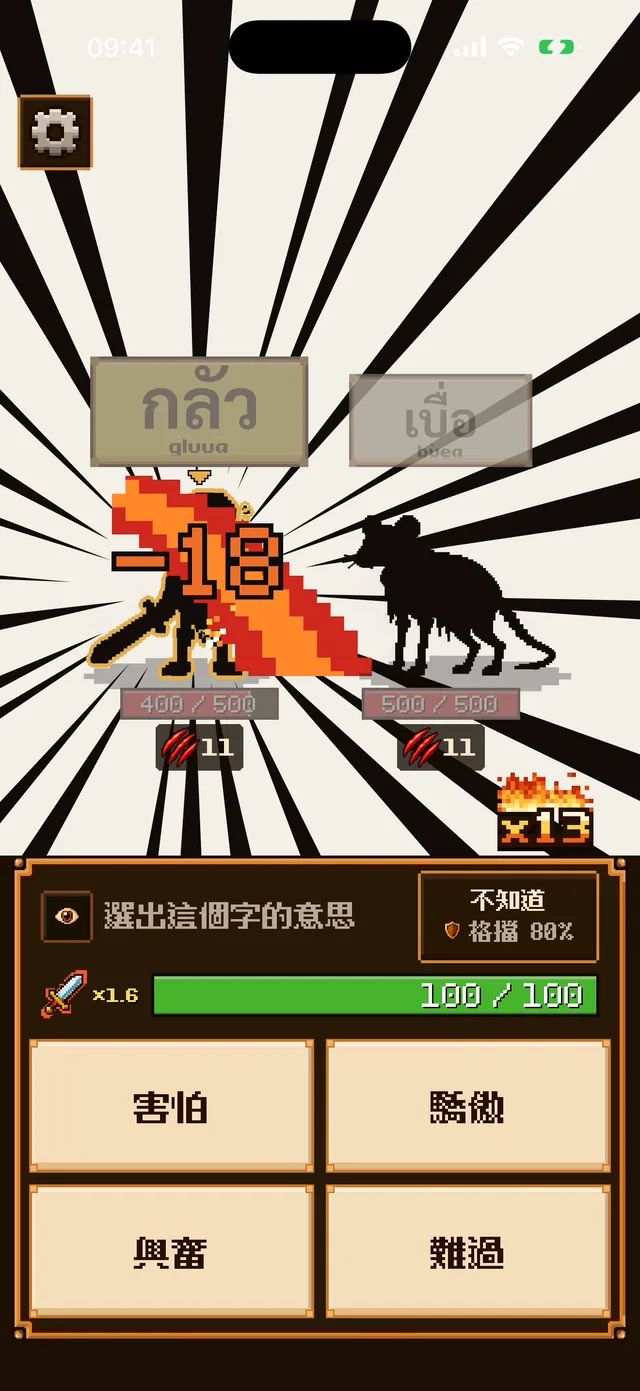 09:41
กลัว
gluua
เบื่อ
buea
-18
400 / 500
500 / 500
11
11
x13
選出這個字的意思
不知道
格擋 80%
×1.6
100 / 100
害怕
驕傲
興奮
難過